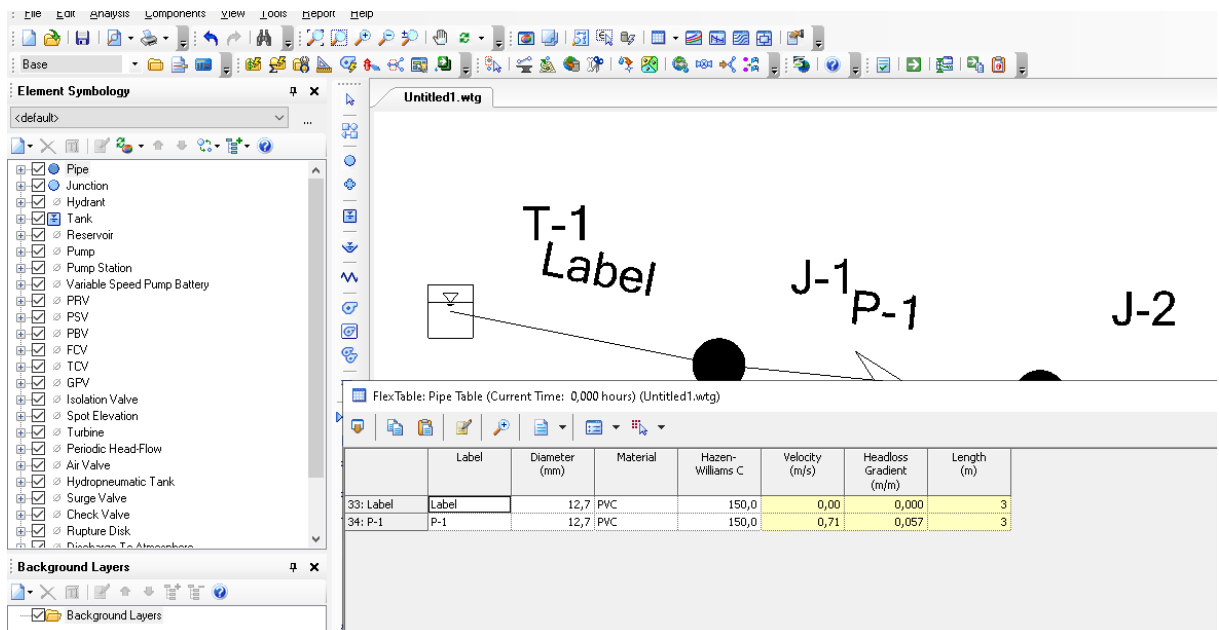 File Edit Analysis Components View Tools Report Help
Base
Element Symbology
<default>
...
Pipe
Junction
Hydrant
Tank
Reservoir
Pump
Pump Station
Variable Speed Pump Battery
PRV
PSV
PBV
FCV
TCV
GPV
Isolation Valve
Spot Elevation
Turbine
Periodic Head-Flow
Air Valve
Hydropneumatic Tank
Surge Valve
Check Valve
Rupture Disk
Discharge To Atmosphere
Background Layers
Background Layers
Untitled1.wtg
T-1
Label
J-1
P-1
J-2
FlexTable: Pipe Table (Current Time: 0,000 hours) (Untitled1.wtg)
Label Diameter (mm) Material Hazen-Williams C Velocity (m/s) Headloss Gradient (m/m) Length (m)
33: Label Label 12,7 PVC 150,0 0,00 0,000 3
34: P-1 P-1 12,7 PVC 150,0 0,71 0,057 3